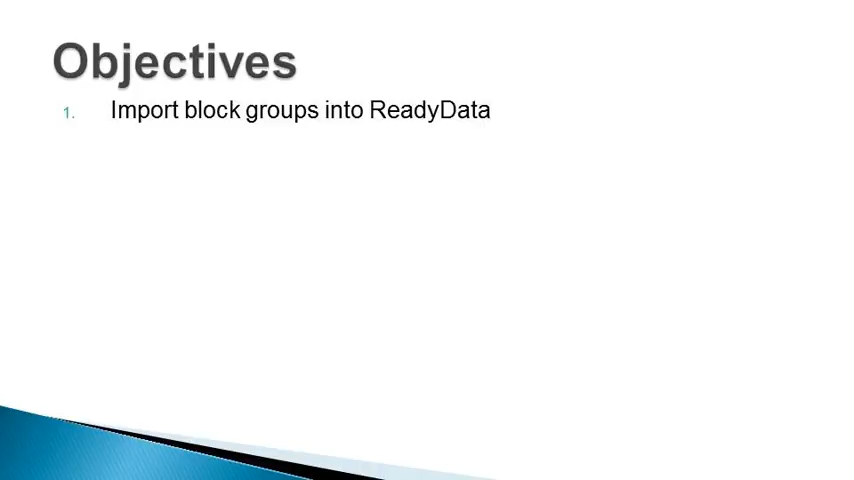 Objectives
1. Import block groups into ReadyData